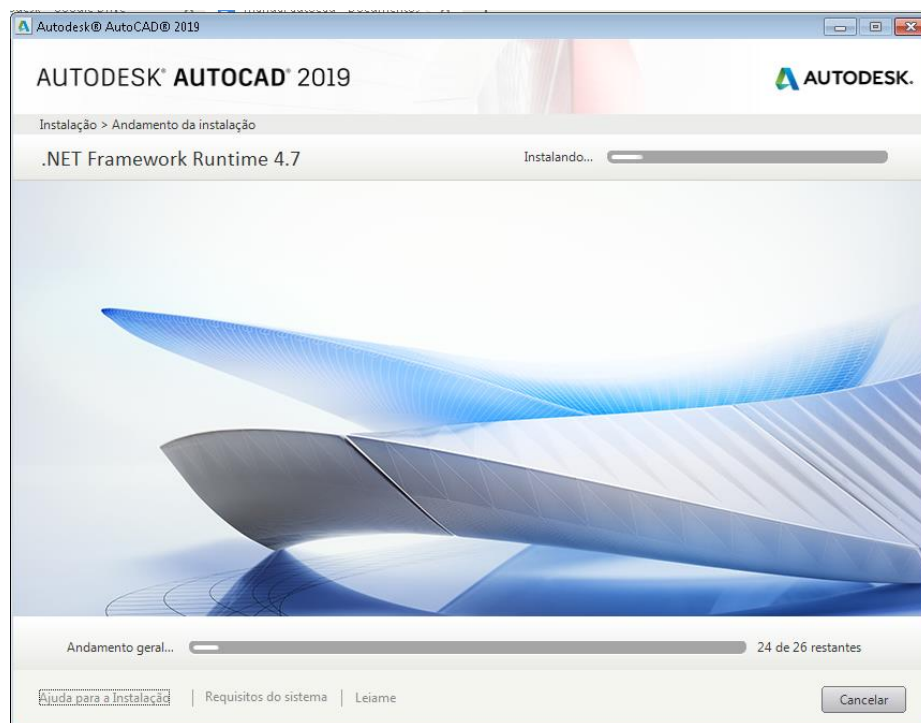 Autodesk® AutoCAD® 2019
AUTODESK® AUTOCAD® 2019
AUTODESK.
Instalação > Andamento da instalação
.NET Framework Runtime 4.7
Instalando...
Andamento geral...
24 de 26 restantes
Ajuda para a Instalação | Requisitos do sistema | Leiame
Cancelar